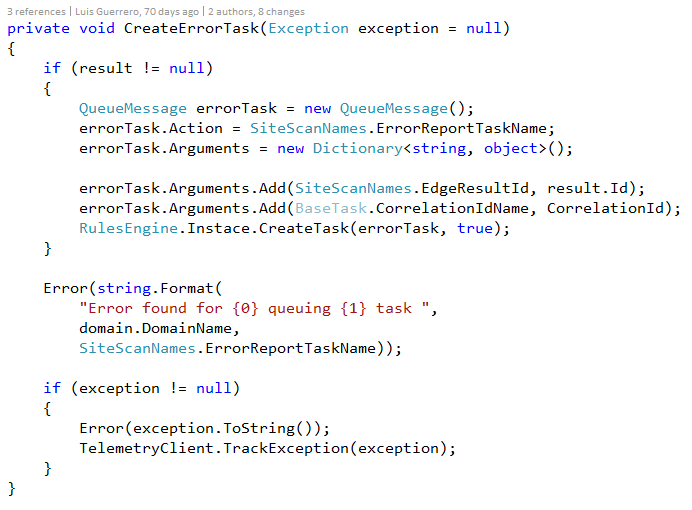 3 references | Luis Guerrero, 70 days ago | 2 authors, 8 changes
private void CreateErrorTask(Exception exception = null)
{
    if (result != null)
    {
        QueueMessage errorTask = new QueueMessage();
        errorTask.Action = SiteScanNames.ErrorReportTaskName;
        errorTask.Arguments = new Dictionary<string, object>();

        errorTask.Arguments.Add(SiteScanNames.EdgeResultId, result.Id);
        errorTask.Arguments.Add(BaseTask.CorrelationIdName, CorrelationId);
        RulesEngine.Instace.CreateTask(errorTask, true);
    }

    Error(string.Format(
        "Error found for {0} queuing {1} task ",
        domain.DomainName,
        SiteScanNames.ErrorReportTaskName));

    if (exception != null)
    {
        Error(exception.ToString());
        TelemetryClient.TrackException(exception);
    }
}